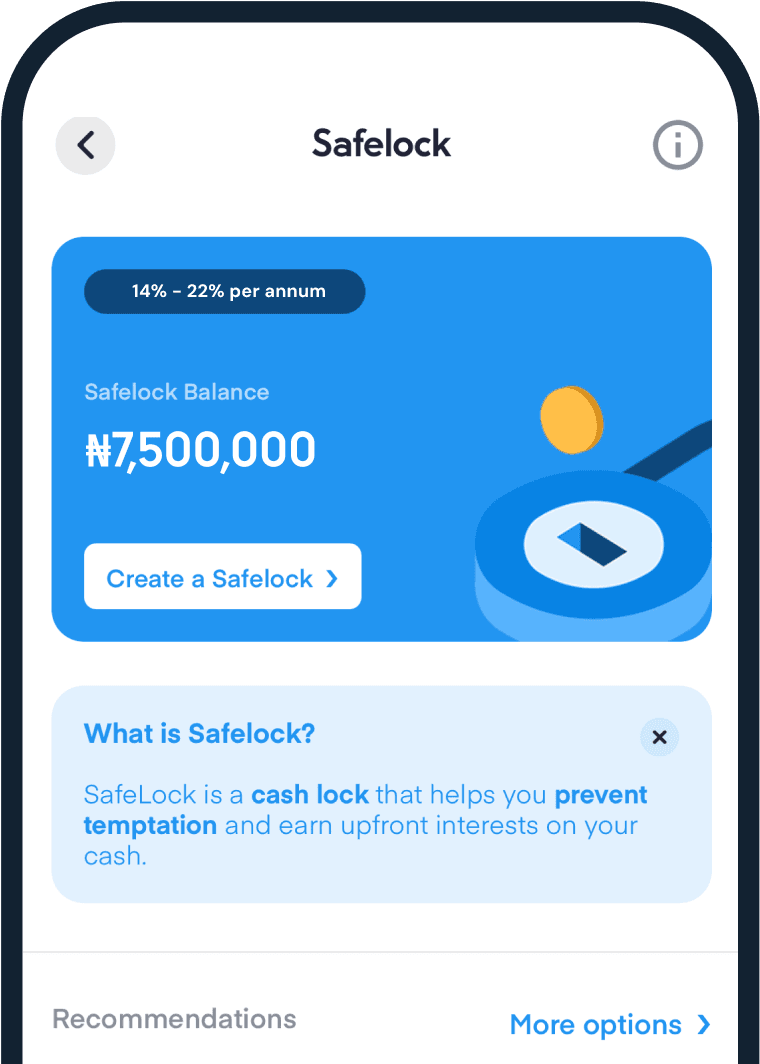 Safelock
14% - 22% per annum
Safelock Balance
₦7,500,000
Create a Safelock
What is Safelock?
SafeLock is a cash lock that helps you prevent
temptation and earn upfront interests on your
cash.
Recommendations
More options